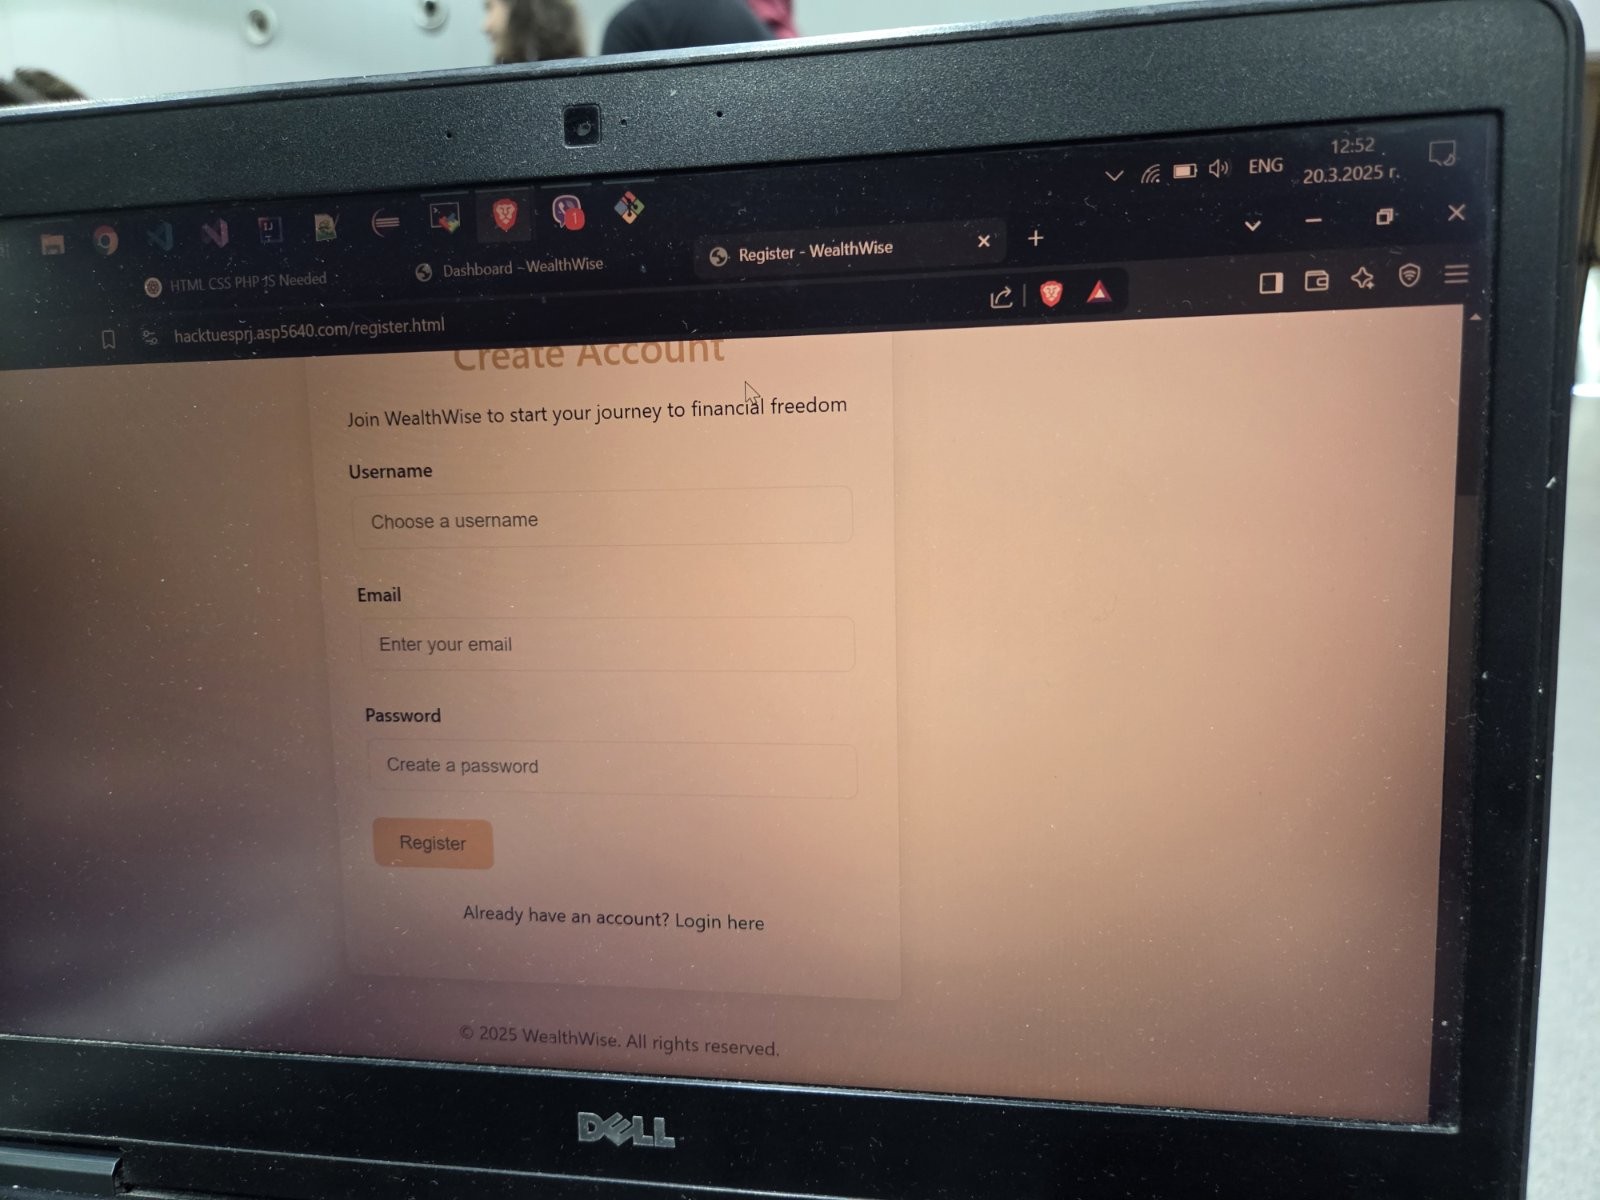 12:52
ENG
20.3.2025 г.
1
HTML CSS PHP JS Needed
Dashboard - WealthWise
Register - WealthWise
hacktuesprj.asp5640.com/register.html
Create Account
Join WealthWise to start your journey to financial freedom
Username
Choose a username
Email
Enter your email
Password
Create a password
Register
Already have an account? Login here
© 2025 WealthWise. All rights reserved.
DELL